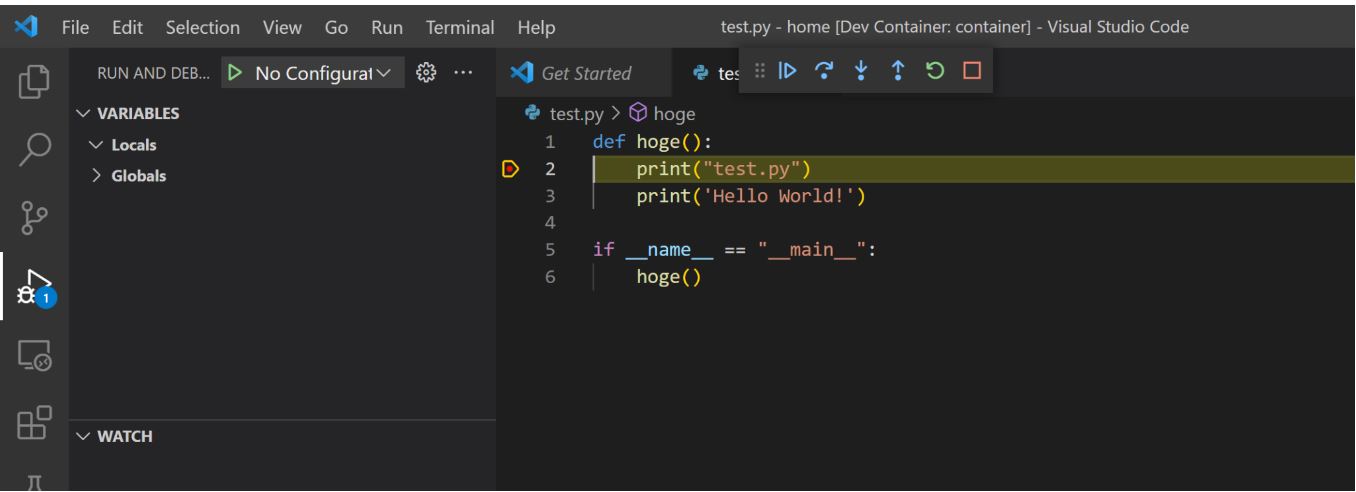 File Edit Selection View Go Run Terminal Help test.py - home [Dev Container: container] - Visual Studio Code
RUN AND DEB... No Configurat
Get Started tes
VARIABLES
Locals
Globals
WATCH
1
test.py > hoge
1 def hoge():
2 print("test.py")
3 print('Hello World!')
4
5 if __name__ == "__main__":
6 hoge()